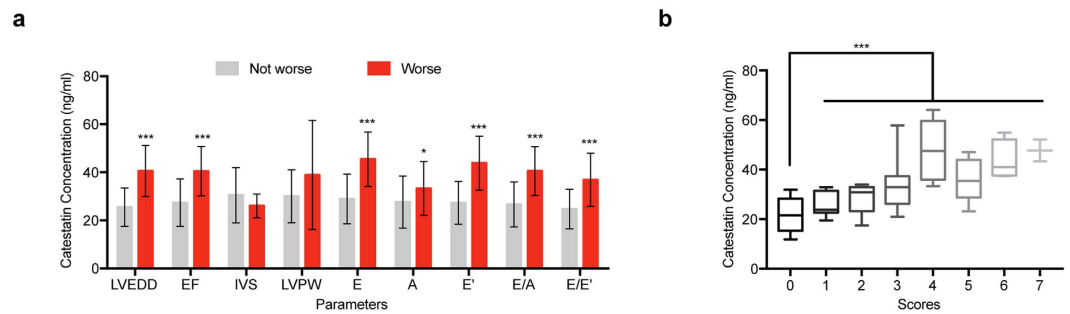 a
Not worse
Worse
Catestatin Concentration (ng/ml)
80
60
40
20
0
***
***
***
*
***
***
***
LVEDD EF IVS LVPW E A E' E/A E/E'
Parameters
b
***
Catestatin Concentration (ng/ml)
80
60
40
20
0
0 1 2 3 4 5 6 7
Scores